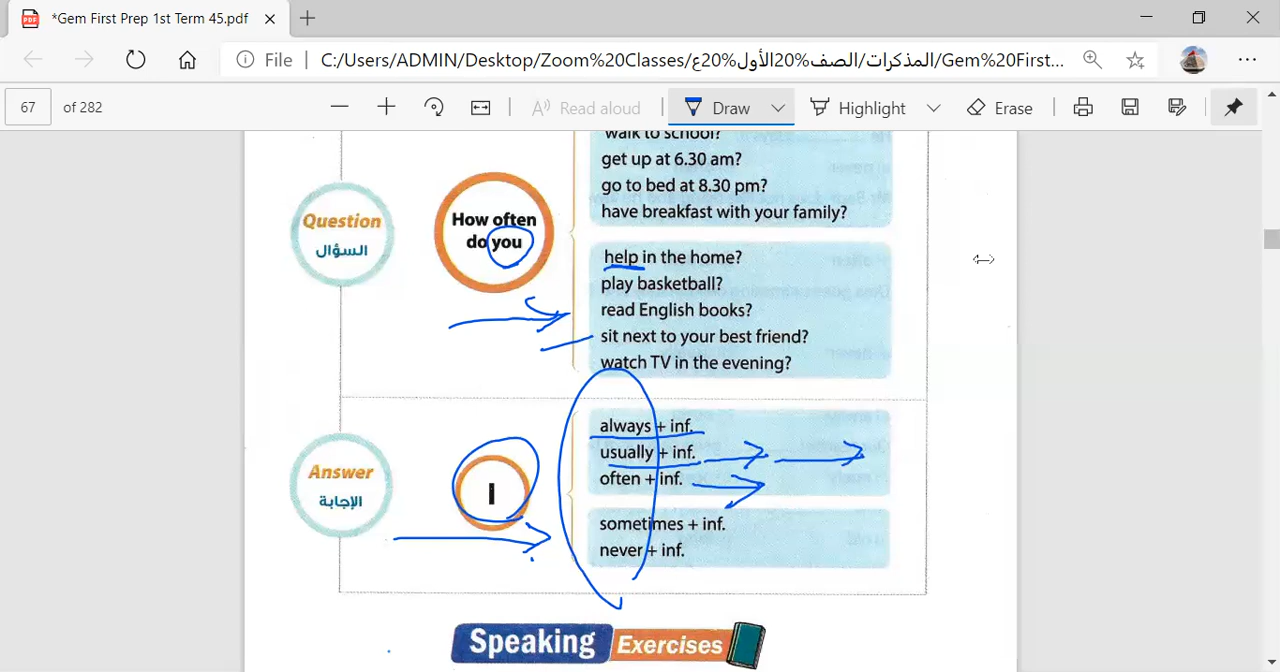 *Gem First Prep 1st Term 45.pdf
File
C:/Users/ADMIN/Desktop/Zoom%20Classes/المذكرات/الصف%20الأول%20ع/Gem First...
67
of 282
Read aloud
Draw
Highlight
Erase
walk to school?
get up at 6.30 am?
go to bed at 8.30 pm?
have breakfast with your family?
Question
السؤال
How often
do you
help in the home?
play basketball?
read English books?
sit next to your best friend?
watch TV in the evening?
Answer
الإجابة
I
always + inf.
usually + inf.
often + inf.
sometimes + inf.
never + inf.
Speaking Exercises